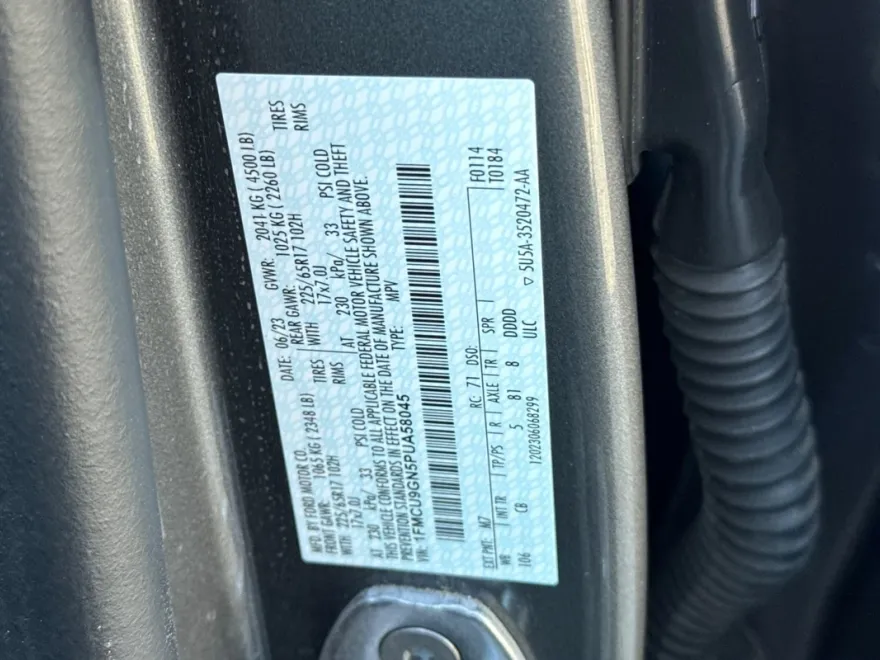 MFD. BY FORD MOTOR CO. DATE: 06/23 GVWR: 2041 KG ( 4500 LB)
FRONT GAWR: 1065 KG ( 2348 LB) REAR GAWR: 1025 KG ( 2260 LB)
WITH 225/65R17 102H TIRES WITH 225/65R17 102H TIRES
17x7.0J RIMS 17x7.0J RIMS
AT 230 kPa/ 33 PSI COLD AT 230 kPa/ 33 PSI COLD
THIS VEHICLE CONFORMS TO ALL APPLICABLE FEDERAL MOTOR VEHICLE SAFETY AND THEFT
PREVENTION STANDARDS IN EFFECT ON THE DATE OF MANUFACTURE SHOWN ABOVE.
VIN: 1FMCU9GN5PUA58045 TYPE: MPV
EXT PNT: M7 RC: 71 DSO: F0114
WB INT TR TP/PS R AXLE TR SPR T0184
106 CB 5 81 8 DDDD
1202306068299 ULC ▽ 5U5A-3520472-AA